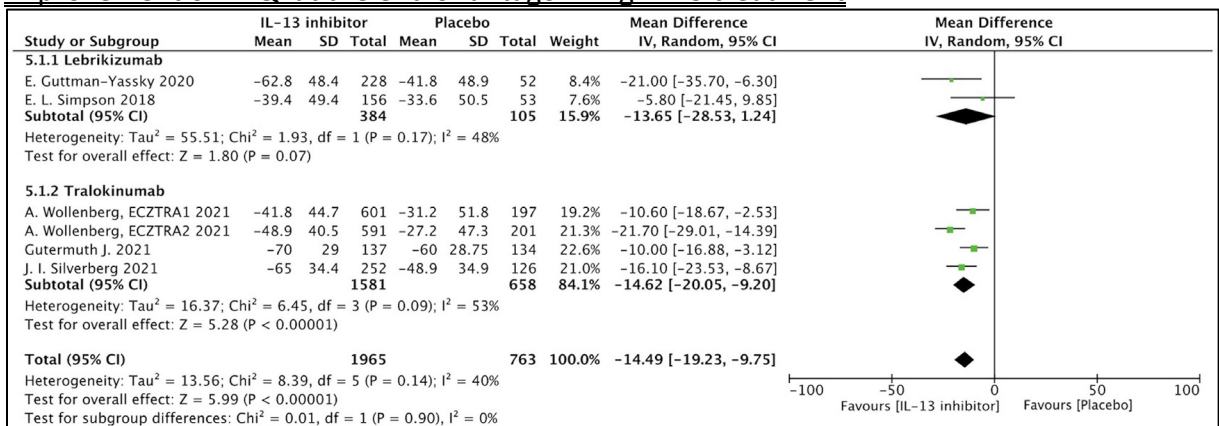 IL-13 inhibitor Placebo Mean Difference Mean Difference
Study or Subgroup Mean SD Total Mean SD Total Weight IV, Random, 95% CI IV, Random, 95% CI
5.1.1 Lebrikizumab
E. Guttman-Yassky 2020 -62.8 48.4 228 -41.8 48.9 52 8.4% -21.00 [-35.70, -6.30]
E. L. Simpson 2018 -39.4 49.4 156 -33.6 50.5 53 7.6% -5.80 [-21.45, 9.85]
Subtotal (95% CI) 384 105 15.9% -13.65 [-28.53, 1.24]
Heterogeneity: Tau² = 55.51; Chi² = 1.93, df = 1 (P = 0.17); I² = 48%
Test for overall effect: Z = 1.80 (P = 0.07)
5.1.2 Tralokinumab
A. Wollenberg, ECZTRA1 2021 -41.8 44.7 601 -31.2 51.8 197 19.2% -10.60 [-18.67, -2.53]
A. Wollenberg, ECZTRA2 2021 -48.9 40.5 591 -27.2 47.3 201 21.3% -21.70 [-29.01, -14.39]
Gutermuth J. 2021 -70 29 137 -60 28.75 134 22.6% -10.00 [-16.88, -3.12]
J. I. Silverberg 2021 -65 34.4 252 -48.9 34.9 126 21.0% -16.10 [-23.53, -8.67]
Subtotal (95% CI) 1581 658 84.1% -14.62 [-20.05, -9.20]
Heterogeneity: Tau² = 16.37; Chi² = 6.45, df = 3 (P = 0.09); I² = 53%
Test for overall effect: Z = 5.28 (P < 0.00001)
Total (95% CI) 1965 763 100.0% -14.49 [-19.23, -9.75]
Heterogeneity: Tau² = 13.56; Chi² = 8.39, df = 5 (P = 0.14); I² = 40%
Test for overall effect: Z = 5.99 (P < 0.00001)
Test for subgroup differences: Chi² = 0.01, df = 1 (P = 0.90), I² = 0%
-100 -50 0 50 100
Favours [IL-13 inhibitor] Favours [Placebo]